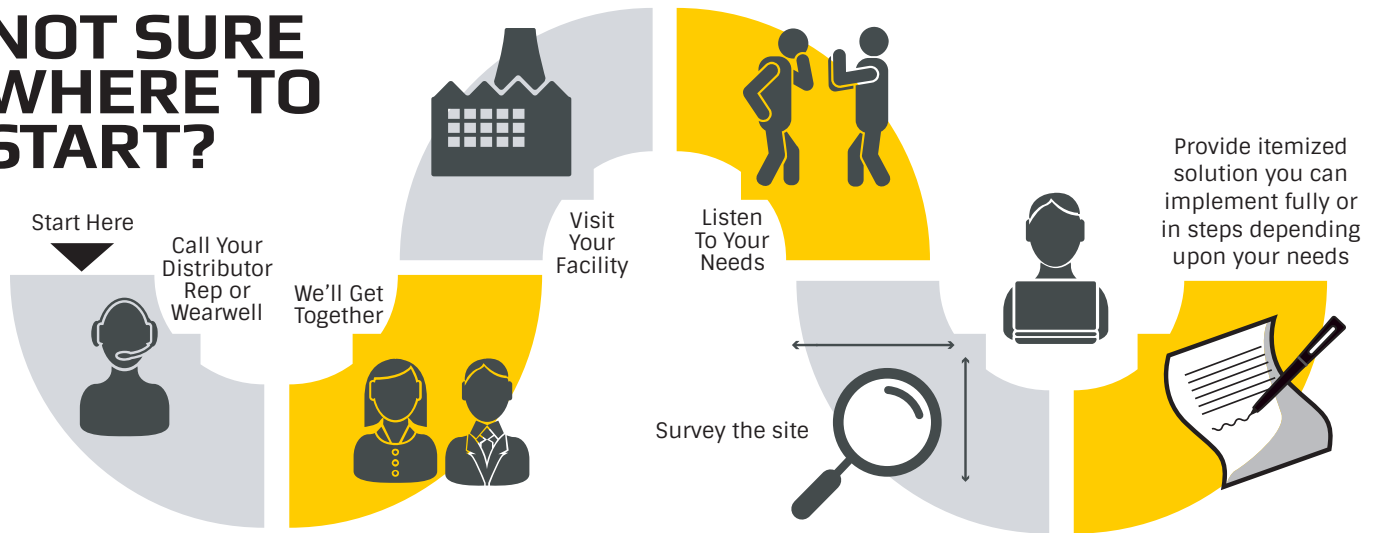 NOT SURE
WHERE TO
START?
Start Here
Call Your
Distributor
Rep or
Wearwell
We'll Get
Together
Visit
Your
Facility
Listen
To Your
Needs
Survey the site
Provide itemized
solution you can
implement fully or
in steps depending
upon your needs